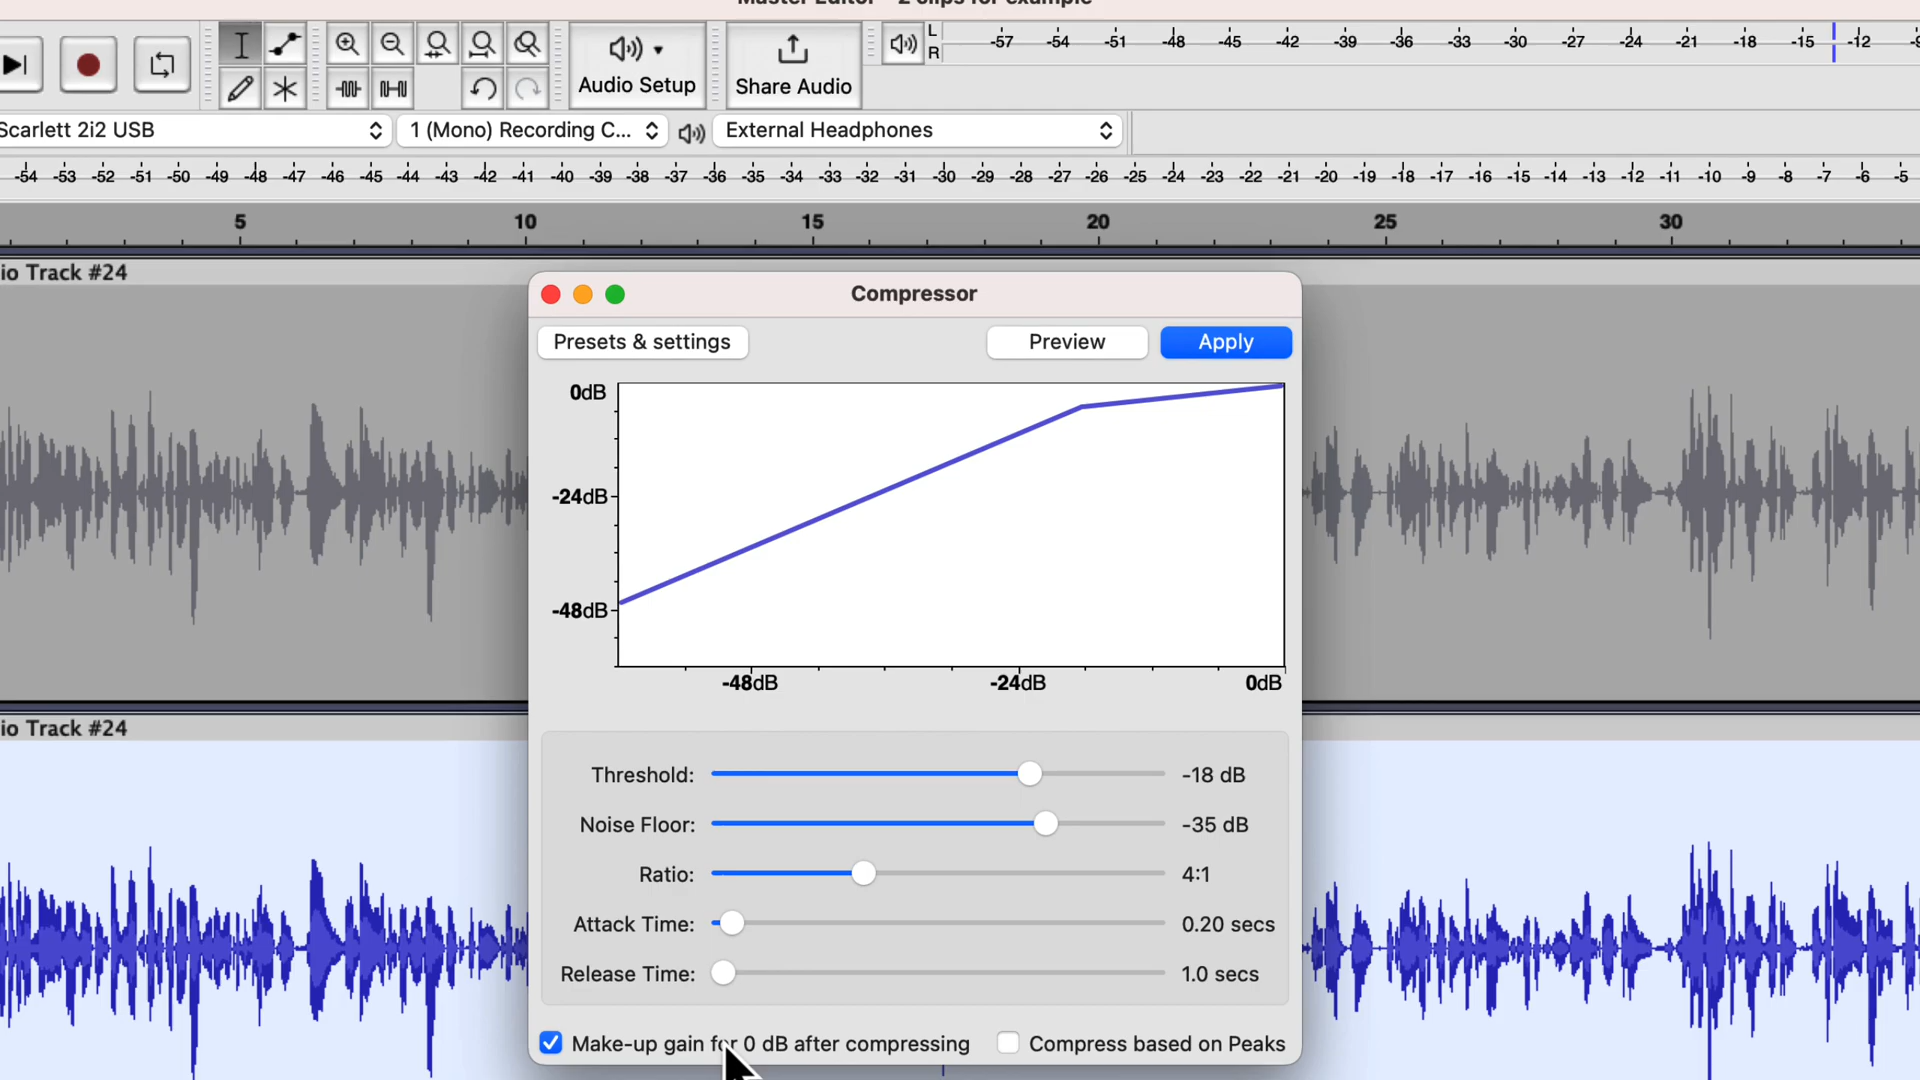 Master Editor - 2 clips for example
Audio Setup
Share Audio
L
R
-57 -54 -51 -48 -45 -42 -39 -36 -33 -30 -27 -24 -21 -18 -15 -12
Scarlett 2i2 USB
1 (Mono) Recording C...
External Headphones
-54 -53 -52 -51 -50 -49 -48 -47 -46 -45 -44 -43 -42 -41 -40 -39 -38 -37 -36 -35 -34 -33 -32 -31 -30 -29 -28 -27 -26 -25 -24 -23 -22 -21 -20 -19 -18 -17 -16 -15 -14 -13 -12 -11 -10 -9 -8 -7 -6 -5
5 10 15 20 25 30
io Track #24
Compressor
Presets & settings
Preview
Apply
0dB
-24dB
-48dB
-48dB -24dB 0dB
io Track #24
Threshold: -18 dB
Noise Floor: -35 dB
Ratio: 4:1
Attack Time: 0.20 secs
Release Time: 1.0 secs
Make-up gain for 0 dB after compressing
Compress based on Peaks